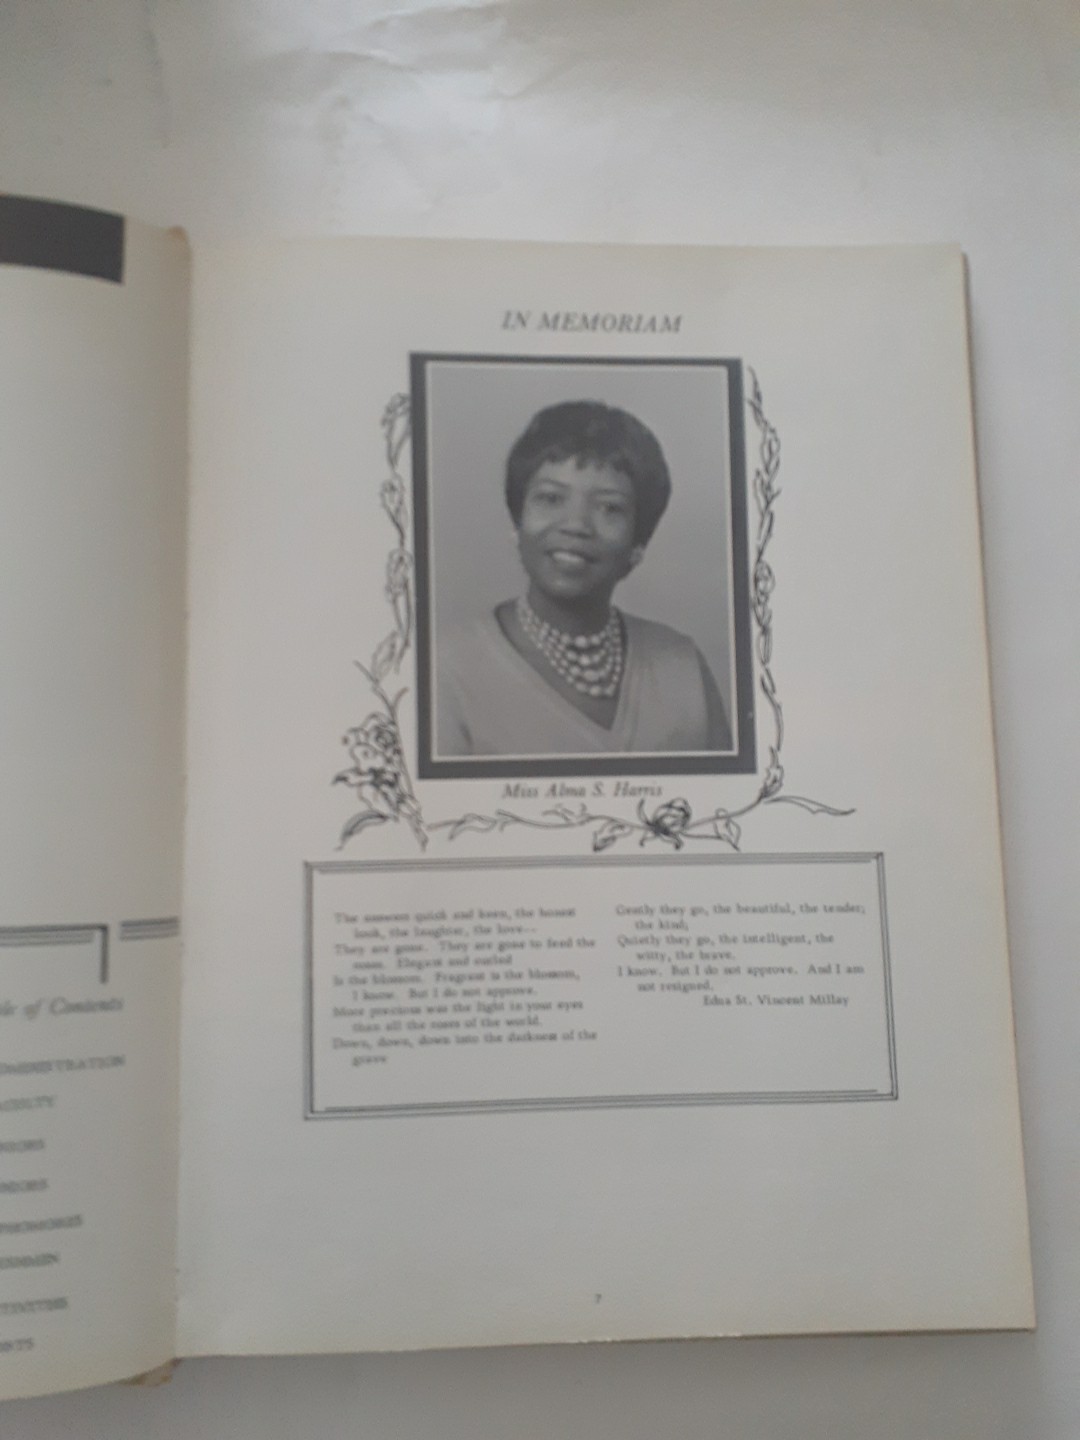 IN MEMORIAM
Miss Alma S. Harris
The answers quick and keen, the honest
look, the laughter, the love--
They are gone. They are gone to feed the
roses. Elegant and curled
Is the blossom. Fragrant is the blossom,
I know. But I do not approve.
More precious was the light in your eyes
than all the roses of the world.
Down, down, down into the darkness of the
grave
Gently they go, the beautiful, the tender;
the kind;
Quietly they go, the intelligent, the
witty, the brave.
I know. But I do not approve. And I am
not resigned.
Edna St. Vincent Millay
7
of Contents